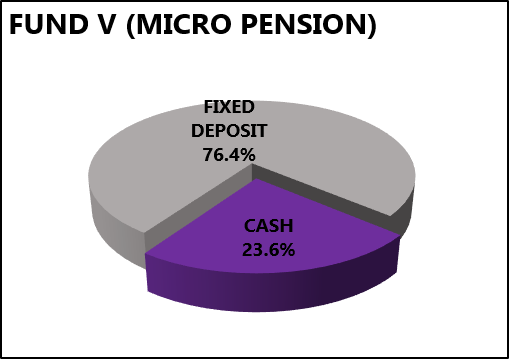 FUND V (MICRO PENSION)
FIXED
DEPOSIT
76.4%
CASH
23.6%